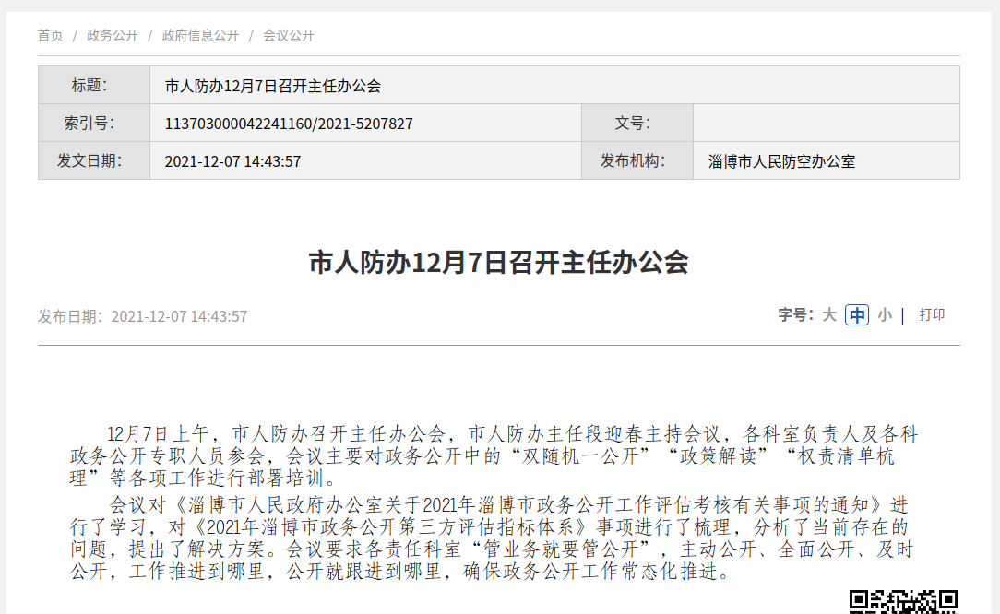 首页 / 政务公开 / 政府信息公开 / 会议公开
标题： 市人防办12月7日召开主任办公会
索引号： 113703000042241160/2021-5207827 文号：
发文日期： 2021-12-07 14:43:57 发布机构： 淄博市人民防空办公室
市人防办12月7日召开主任办公会
发布日期：2021-12-07 14:43:57 字号：大 中 小 | 打印
12月7日上午，市人防办召开主任办公会，市人防办主任段迎春主持会议，各科室负责人及各科
政务公开专职人员参会，会议主要对政务公开中的“双随机一公开”“政策解读”“权责清单梳
理”等各项工作进行部署培训。
会议对《淄博市人民政府办公室关于2021年淄博市政务公开工作评估考核有关事项的通知》进
行了学习，对《2021年淄博市政务公开第三方评估指标体系》事项进行了梳理，分析了当前存在的
问题，提出了解决方案。会议要求各责任科室“管业务就要管公开”，主动公开、全面公开、及时
公开，工作推进到哪里，公开就跟进到哪里，确保政务公开工作常态化推进。